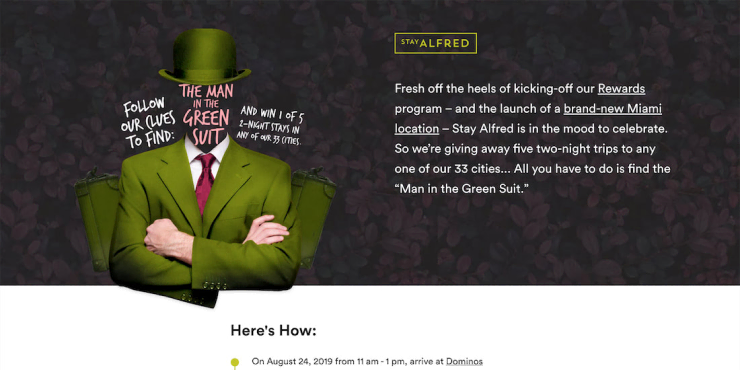 FOLLOW
OUR CLUES
TO FIND:
THE MAN
IN THE
GREEN
SUIT
AND WIN 1 OF 5
2-NIGHT STAYS IN
ANY OF OUR 33 CITIES.
STAY ALFRED
Fresh off the heels of kicking-off our Rewards
program – and the launch of a brand-new Miami
location – Stay Alfred is in the mood to celebrate.
So we're giving away five two-night trips to any
one of our 33 cities... All you have to do is find the
“Man in the Green Suit.”
Here's How:
On August 24, 2019 from 11 am - 1 pm, arrive at Dominos